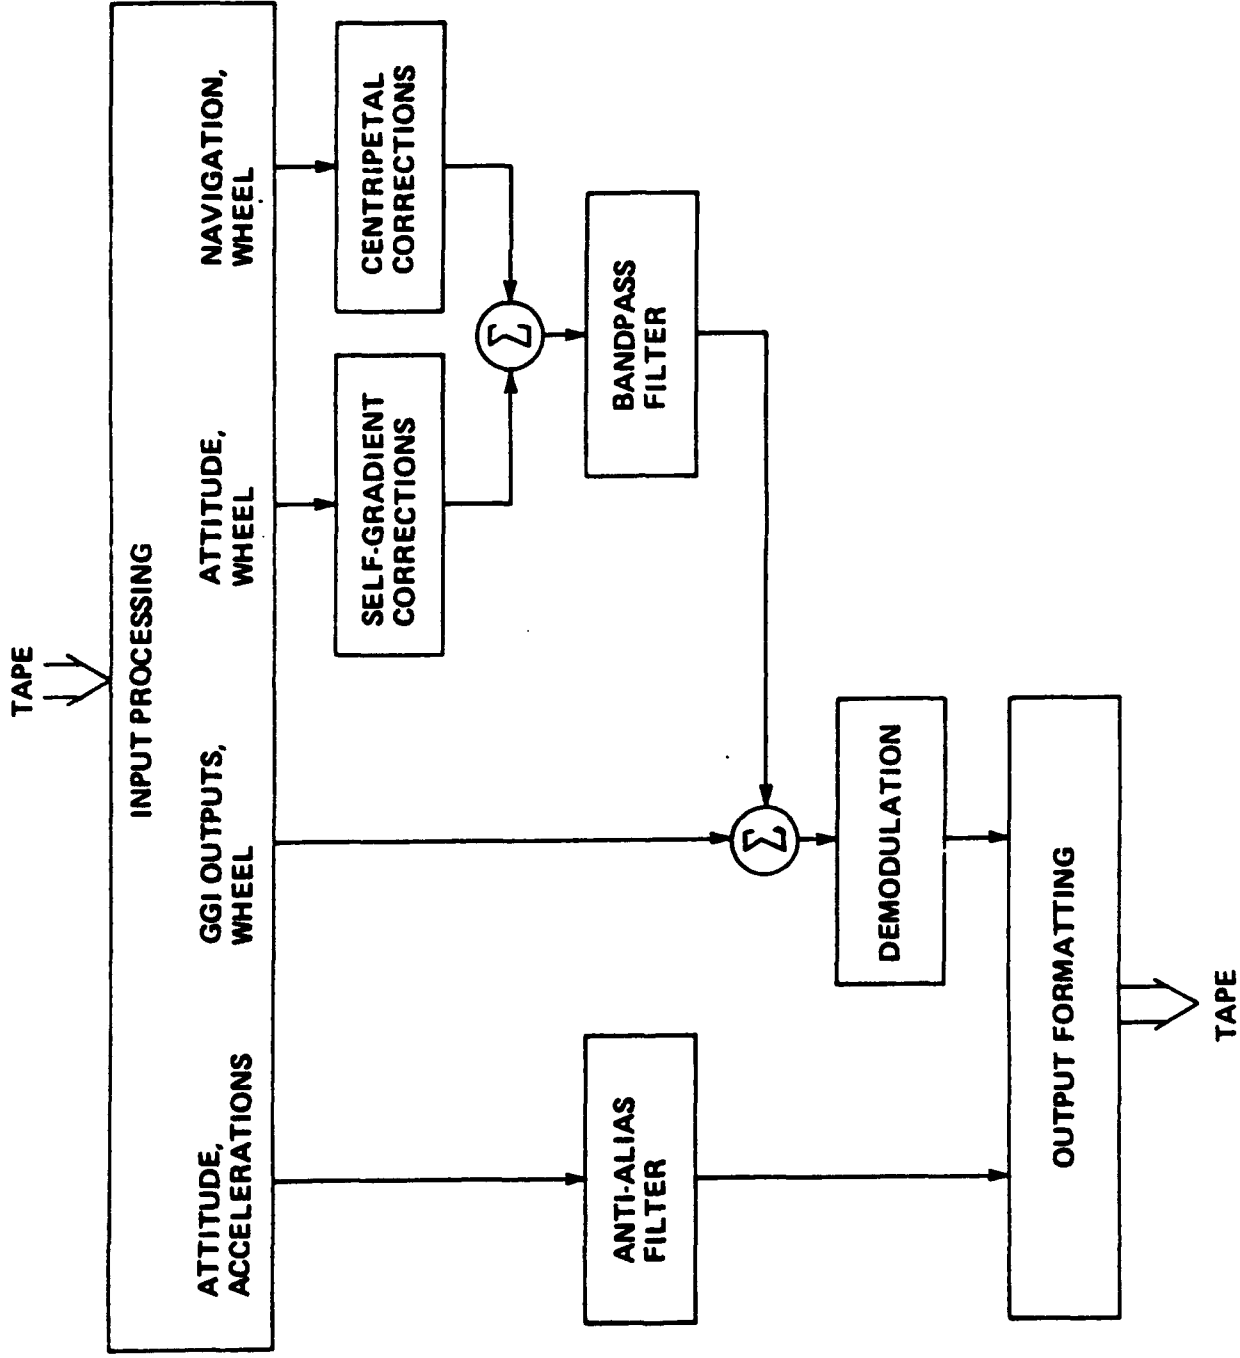 TAPE
INPUT PROCESSING
ATTITUDE,
ACCELERATIONS
GGI OUTPUTS,
WHEEL
ATTITUDE,
WHEEL
NAVIGATION,
WHEEL
SELF-GRADIENT
CORRECTIONS
CENTRIPETAL
CORRECTIONS
Σ
ANTI-ALIAS
FILTER
BANDPASS
FILTER
Σ
DEMODULATION
OUTPUT FORMATTING
TAPE